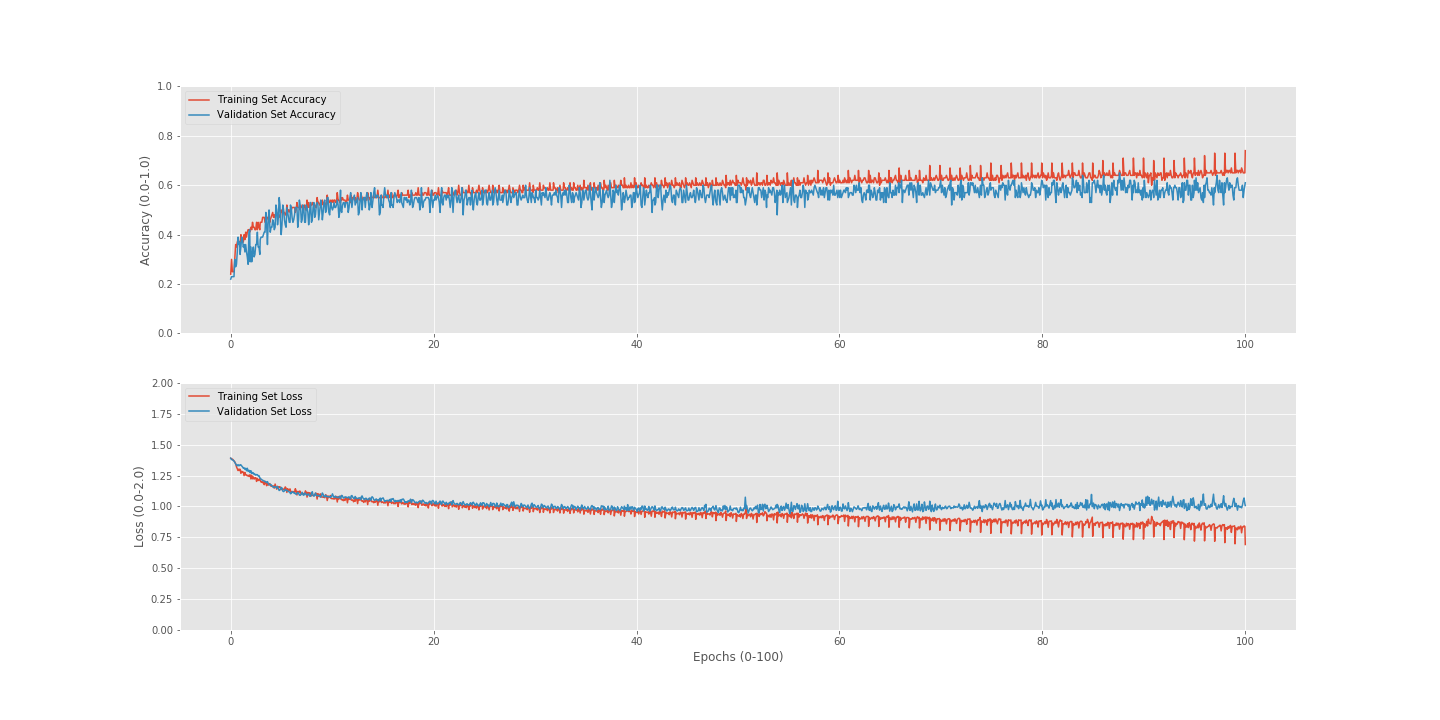 1.0
Training Set Accuracy
Validation Set Accuracy
0.8
0.6
0.4
0.2
0.0
Accuracy (0.0-1.0)
0 20 40 60 80 100
2.00
Training Set Loss
Validation Set Loss
1.75
1.50
1.25
1.00
0.75
0.50
0.25
0.00
Loss (0.0-2.0)
0 20 40 60 80 100
Epochs (0-100)